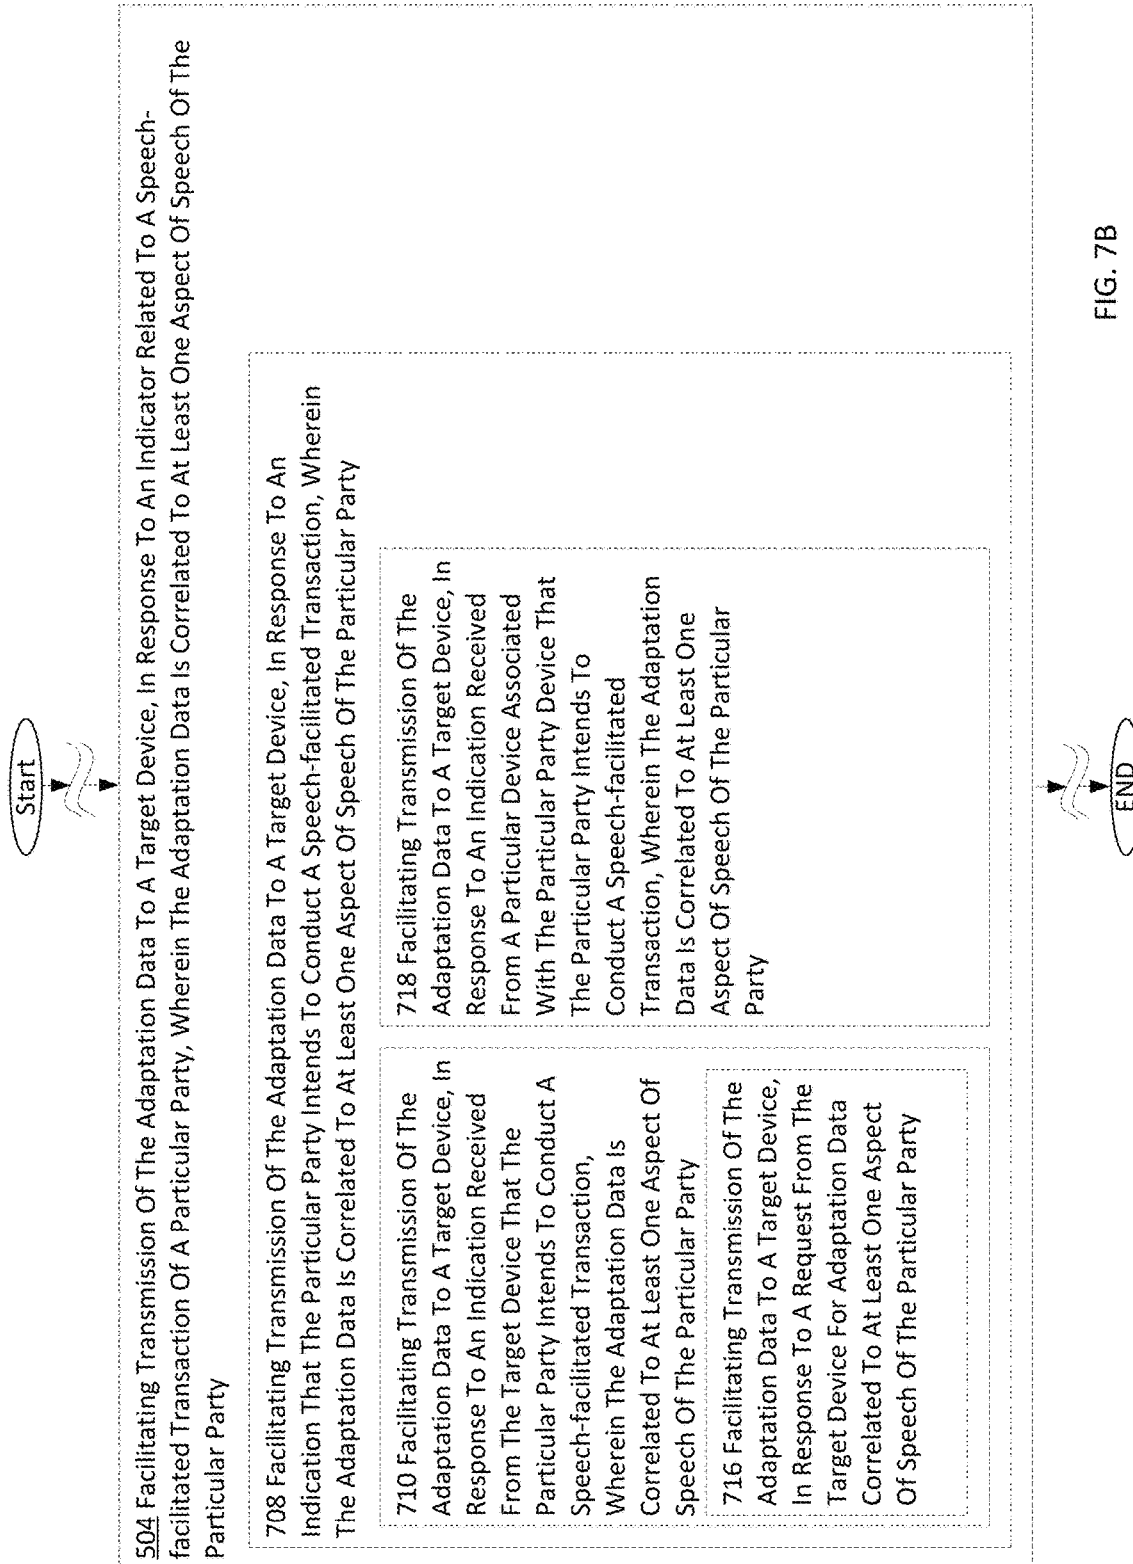 Start
504 Facilitating Transmission Of The Adaptation Data To A Target Device, In Response To An Indicator Related To A Speech-
facilitated Transaction Of A Particular Party, Wherein The Adaptation Data Is Correlated To At Least One Aspect Of Speech Of The
Particular Party
708 Facilitating Transmission Of The Adaptation Data To A Target Device, In Response To An
Indication That The Particular Party Intends To Conduct A Speech-facilitated Transaction, Wherein
The Adaptation Data Is Correlated To At Least One Aspect Of Speech Of The Particular Party
710 Facilitating Transmission Of The
Adaptation Data To A Target Device, In
Response To An Indication Received
From The Target Device That The
Particular Party Intends To Conduct A
Speech-facilitated Transaction,
Wherein The Adaptation Data Is
Correlated To At Least One Aspect Of
Speech Of The Particular Party
716 Facilitating Transmission Of The
Adaptation Data To A Target Device,
In Response To A Request From The
Target Device For Adaptation Data
Correlated To At Least One Aspect
Of Speech Of The Particular Party
718 Facilitating Transmission Of The
Adaptation Data To A Target Device, In
Response To An Indication Received
From A Particular Device Associated
With The Particular Party Device That
The Particular Party Intends To
Conduct A Speech-facilitated
Transaction, Wherein The Adaptation
Data Is Correlated To At Least One
Aspect Of Speech Of The Particular
Party
END
FIG. 7B